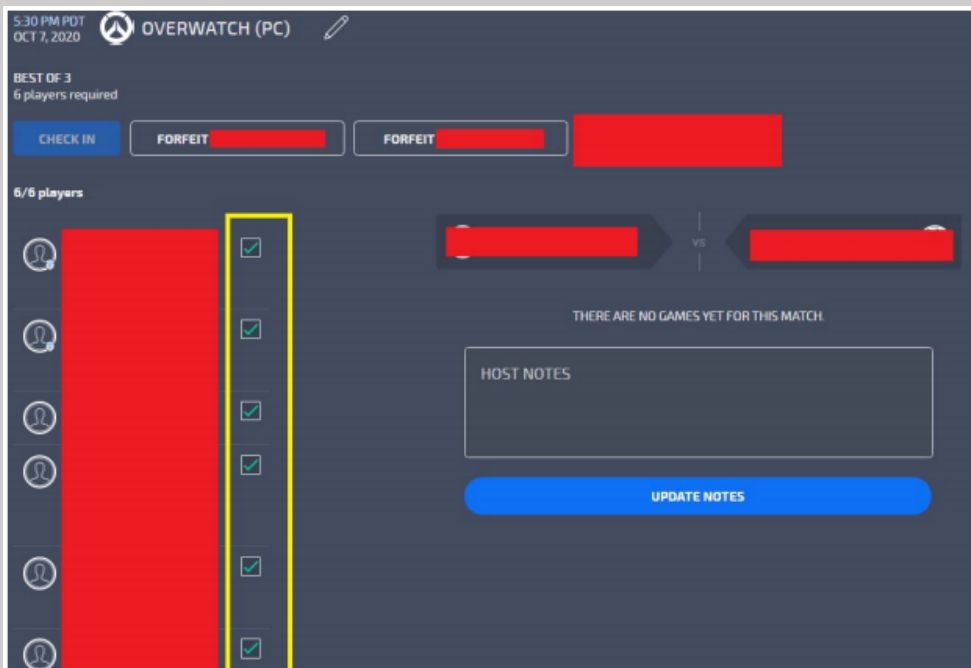 5:30 PM PDT
OCT 7, 2020
OVERWATCH (PC)
BEST OF 3
6 players required
CHECK IN
FORFEIT
FORFEIT
6/6 players
VS
THERE ARE NO GAMES YET FOR THIS MATCH.
HOST NOTES
UPDATE NOTES